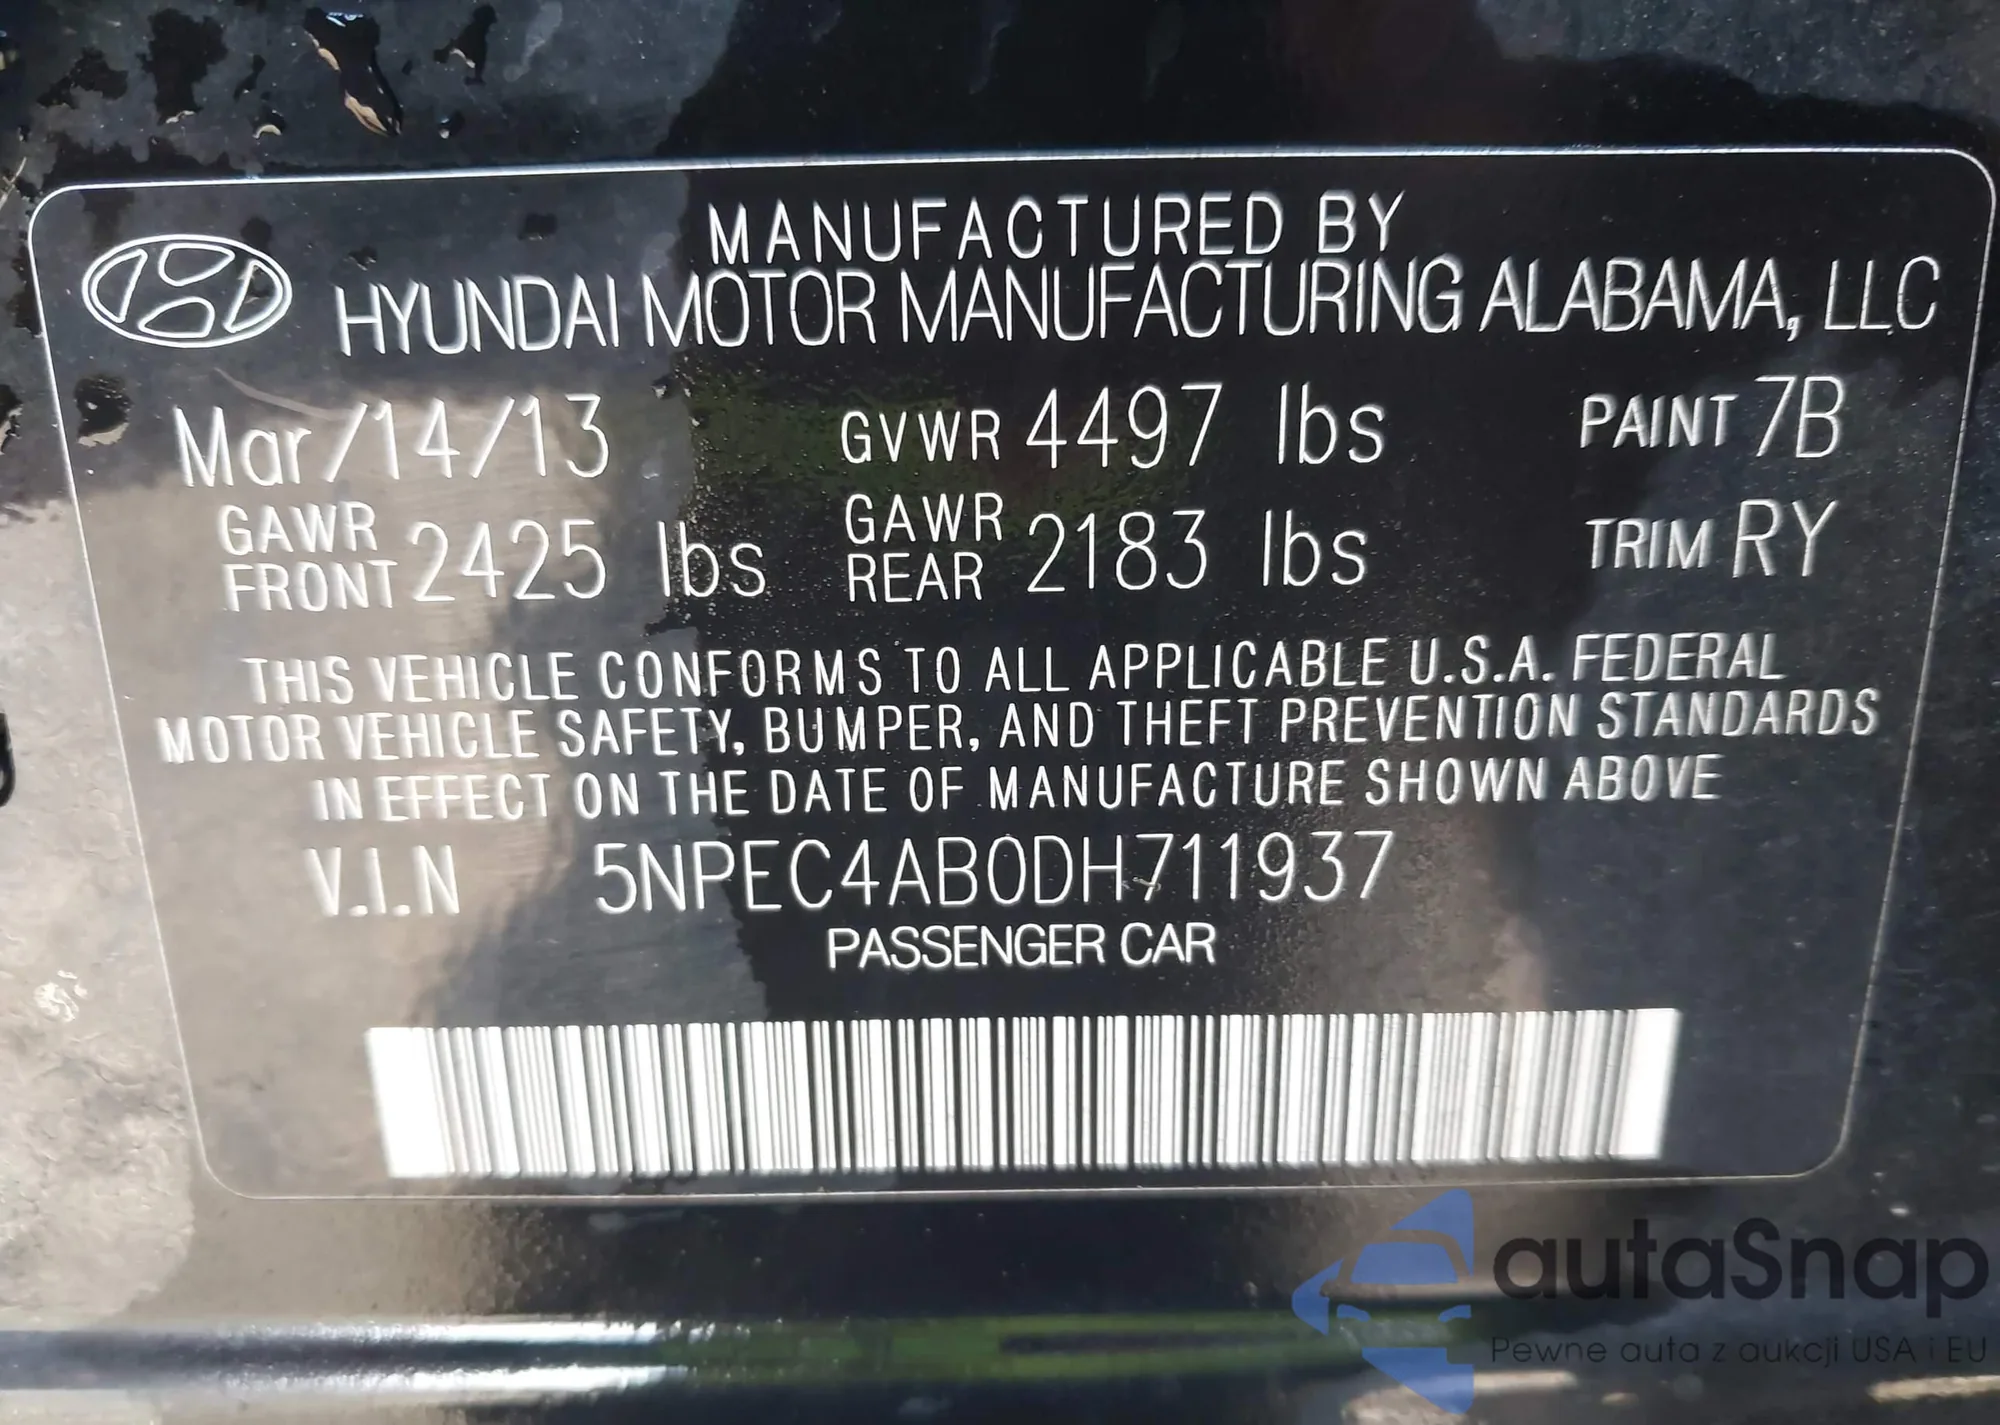 MANUFACTURED BY
HYUNDAI MOTOR MANUFACTURING ALABAMA, LLC
Mar/14/13 GVWR 4497 lbs PAINT 7B
GAWR FRONT 2425 lbs GAWR REAR 2183 lbs TRIM RY
THIS VEHICLE CONFORMS TO ALL APPLICABLE U.S.A. FEDERAL
MOTOR VEHICLE SAFETY, BUMPER, AND THEFT PREVENTION STANDARDS
IN EFFECT ON THE DATE OF MANUFACTURE SHOWN ABOVE
V.I.N 5NPEC4AB0DH711937
PASSENGER CAR
autaSnap
Pewne auta z aukcji USA i EU